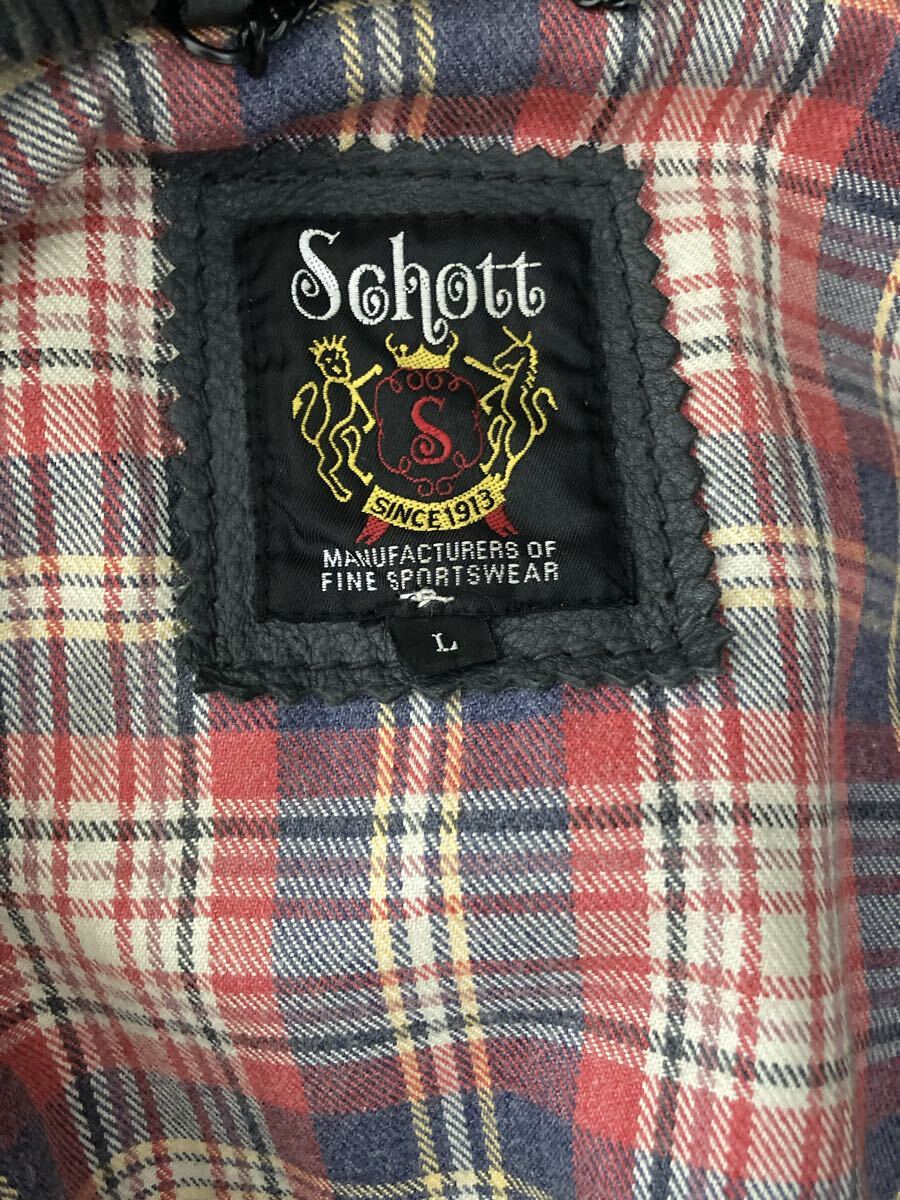 Schott
S
SINCE 1913
MANUFACTURERS OF
FINE SPORTSWEAR
L